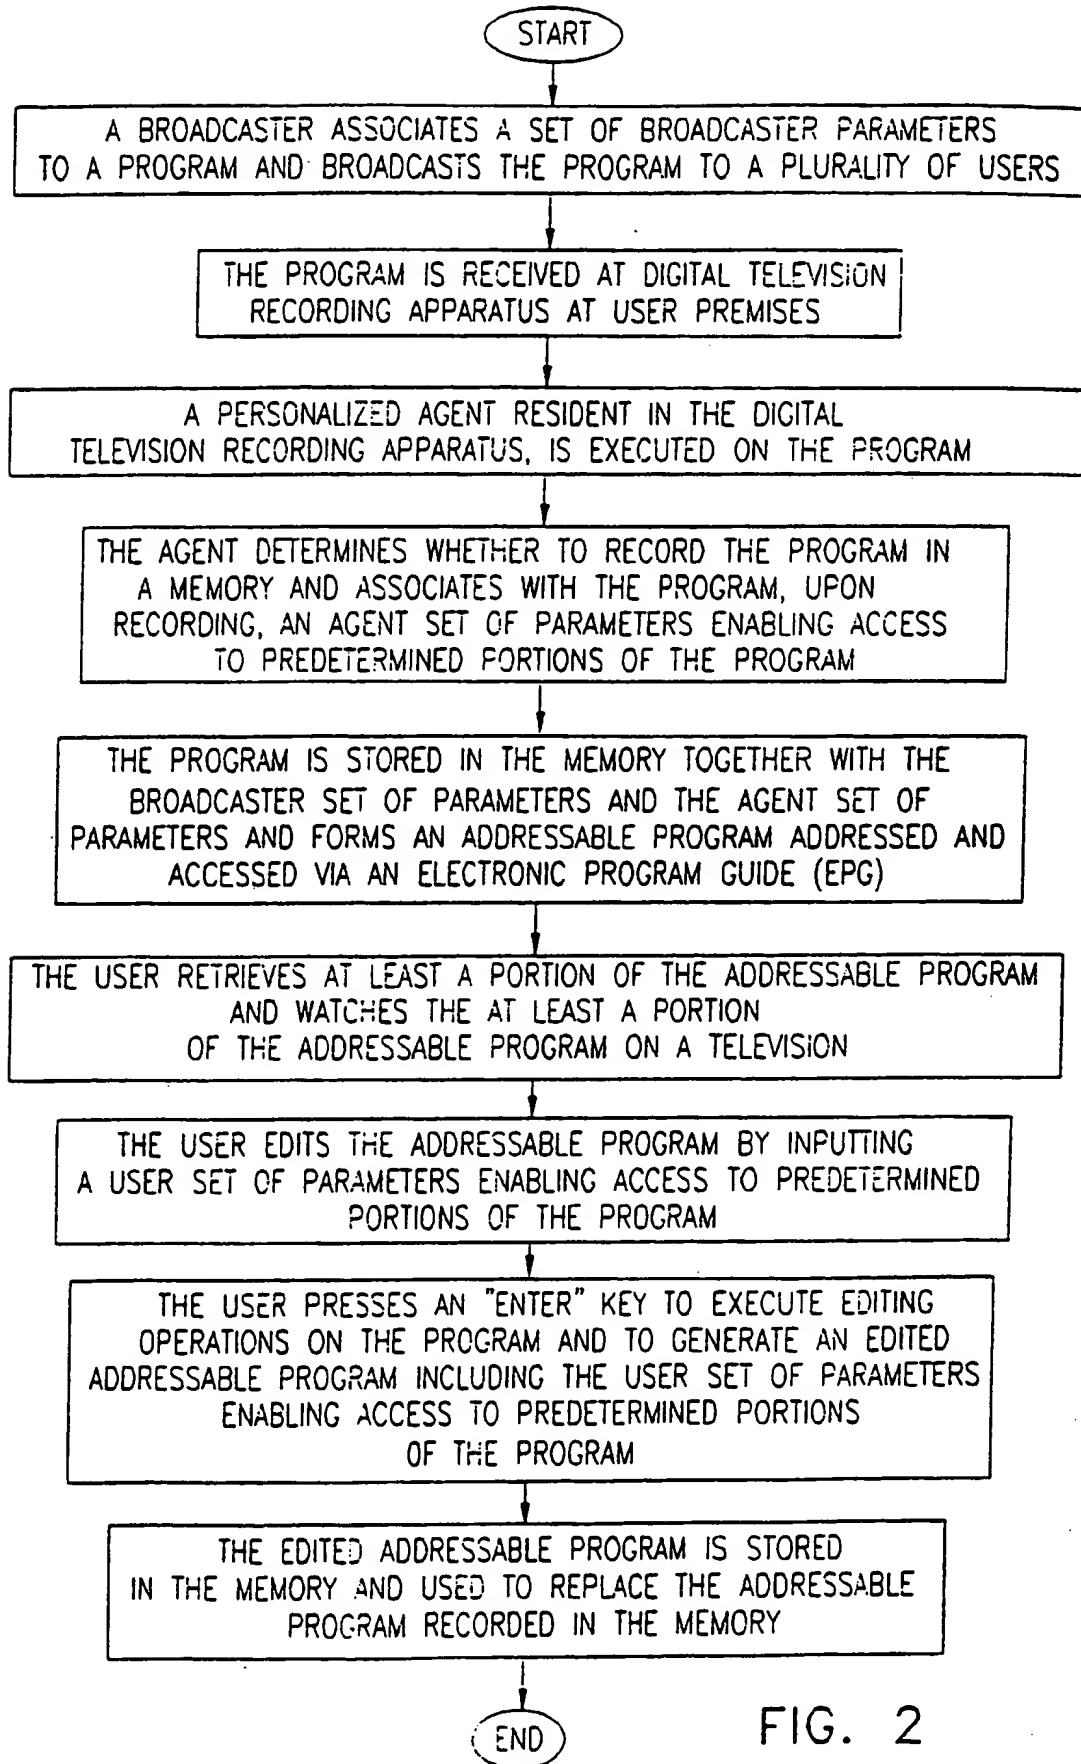 START
A BROADCASTER ASSOCIATES A SET OF BROADCASTER PARAMETERS
TO A PROGRAM AND BROADCASTS THE PROGRAM TO A PLURALITY OF USERS
THE PROGRAM IS RECEIVED AT DIGITAL TELEVISION
RECORDING APPARATUS AT USER PREMISES
A PERSONALIZED AGENT RESIDENT IN THE DIGITAL
TELEVISION RECORDING APPARATUS, IS EXECUTED ON THE PROGRAM
THE AGENT DETERMINES WHETHER TO RECORD THE PROGRAM IN
A MEMORY AND ASSOCIATES WITH THE PROGRAM, UPON
RECORDING, AN AGENT SET OF PARAMETERS ENABLING ACCESS
TO PREDETERMINED PORTIONS OF THE PROGRAM
THE PROGRAM IS STORED IN THE MEMORY TOGETHER WITH THE
BROADCASTER SET OF PARAMETERS AND THE AGENT SET OF
PARAMETERS AND FORMS AN ADDRESSABLE PROGRAM ADDRESSED AND
ACCESSED VIA AN ELECTRONIC PROGRAM GUIDE (EPG)
THE USER RETRIEVES AT LEAST A PORTION OF THE ADDRESSABLE PROGRAM
AND WATCHES THE AT LEAST A PORTION
OF THE ADDRESSABLE PROGRAM ON A TELEVISION
THE USER EDITS THE ADDRESSABLE PROGRAM BY INPUTTING
A USER SET OF PARAMETERS ENABLING ACCESS TO PREDETERMINED
PORTIONS OF THE PROGRAM
THE USER PRESSES AN "ENTER" KEY TO EXECUTE EDITING
OPERATIONS ON THE PROGRAM AND TO GENERATE AN EDITED
ADDRESSABLE PROGRAM INCLUDING THE USER SET OF PARAMETERS
ENABLING ACCESS TO PREDETERMINED PORTIONS
OF THE PROGRAM
THE EDITED ADDRESSABLE PROGRAM IS STORED
IN THE MEMORY AND USED TO REPLACE THE ADDRESSABLE
PROGRAM RECORDED IN THE MEMORY
END
FIG. 2